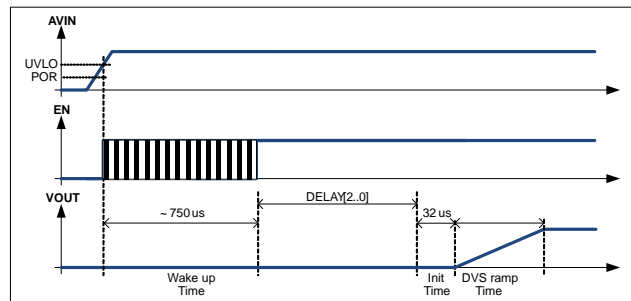 AVIN
UVLO
POR
EN
VOUT
DELAY[2..0]
~ 750 us
32 us
Wake up
Time
Init
Time
DVS ramp
Time